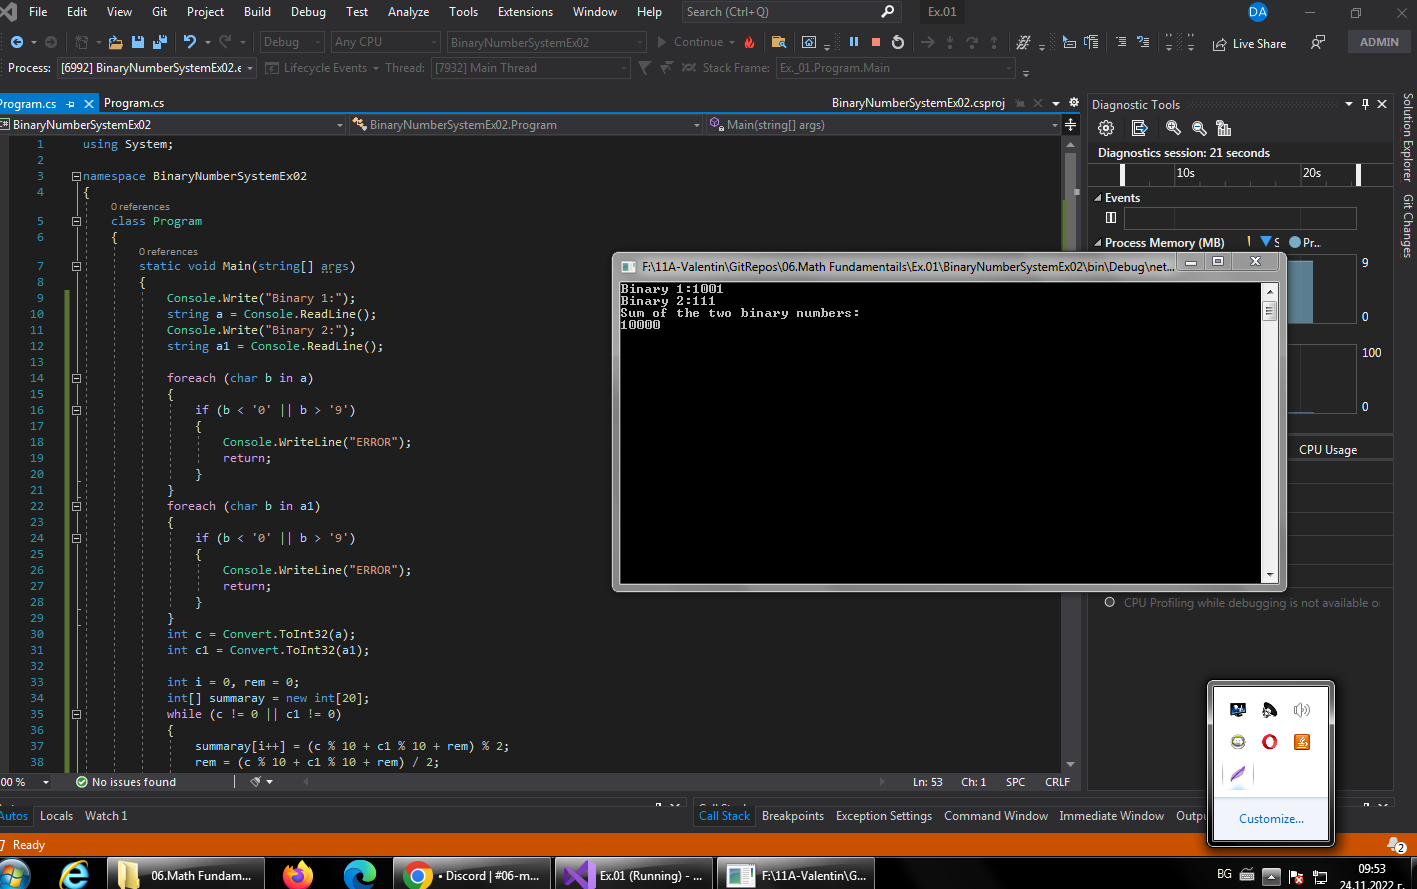 File Edit View Git Project Build Debug Test Analyze Tools Extensions Window Help Search (Ctrl+Q) Ex.01 DA
Debug Any CPU BinaryNumberSystemEx02 Continue Live Share ADMIN
Process: [6992] BinaryNumberSystemEx02.e Lifecycle Events Thread: [7932] Main Thread Stack Frame: Ex._01.Program.Main
Program.cs Program.cs BinaryNumberSystemEx02.csproj
BinaryNumberSystemEx02 BinaryNumberSystemEx02.Program Main(string[] args)
1 using System;
2
3 namespace BinaryNumberSystemEx02
4 {
0 references
5 class Program
6 {
0 references
7 static void Main(string[] args)
8 {
9 Console.Write("Binary 1:");
10 string a = Console.ReadLine();
11 Console.Write("Binary 2:");
12 string a1 = Console.ReadLine();
13
14 foreach (char b in a)
15 {
16 if (b < '0' || b > '9')
17 {
18 Console.WriteLine("ERROR");
19 return;
20 }
21 }
22 foreach (char b in a1)
23 {
24 if (b < '0' || b > '9')
25 {
26 Console.WriteLine("ERROR");
27 return;
28 }
29 }
30 int c = Convert.ToInt32(a);
31 int c1 = Convert.ToInt32(a1);
32
33 int i = 0, rem = 0;
34 int[] summaray = new int[20];
35 while (c != 0 || c1 != 0)
36 {
37 summaray[i++] = (c % 10 + c1 % 10 + rem) % 2;
38 rem = (c % 10 + c1 % 10 + rem) / 2;
00 % No issues found Ln: 53 Ch: 1 SPC CRLF
Autos Locals Watch 1
Call Stack Breakpoints Exception Settings Command Window Immediate Window Outpu
Ready
F:\11A-Valentin\GitRepos\06.Math Fundamentails\Ex.01\BinaryNumberSystemEx02\bin\Debug\net...
Binary 1:1001
Binary 2:111
Sum of the two binary numbers:
10000
Diagnostic Tools
Diagnostics session: 21 seconds
10s 20s
Events
Process Memory (MB) S Pr...
9
0
100
0
CPU Usage
CPU Profiling while debugging is not available o
Solution Explorer
Git Changes
Customize...
2
06.Math Fundam...
• Discord | #06-m...
Ex.01 (Running) - ...
F:\11A-Valentin\G...
BG
09:53
24.11.2022 г.